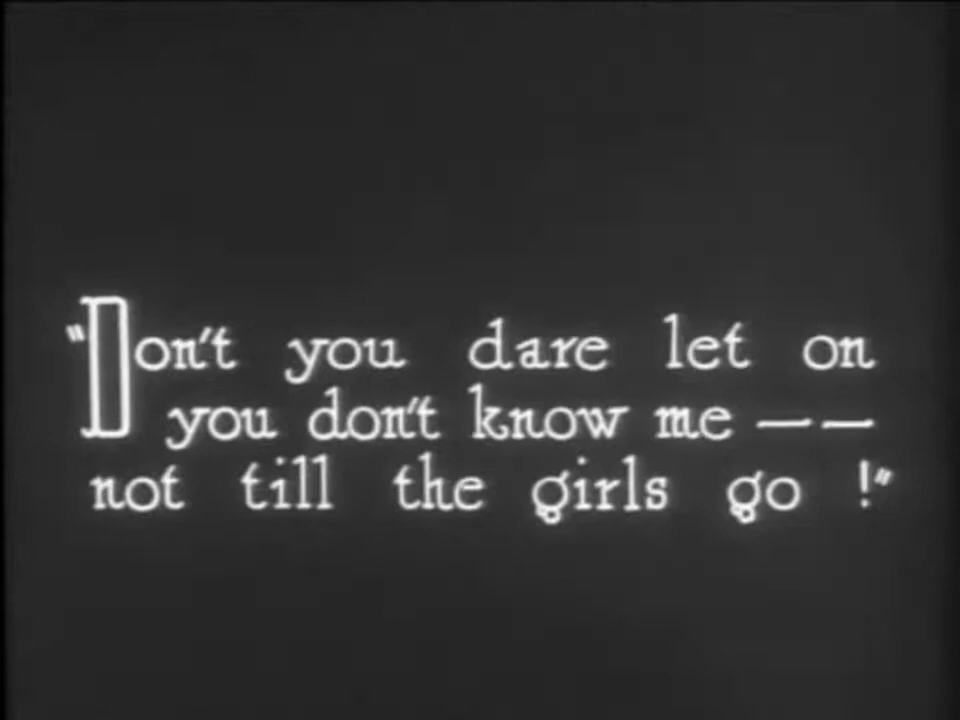 "Don't you dare let on
you don't know me — —
not till the girls go !"